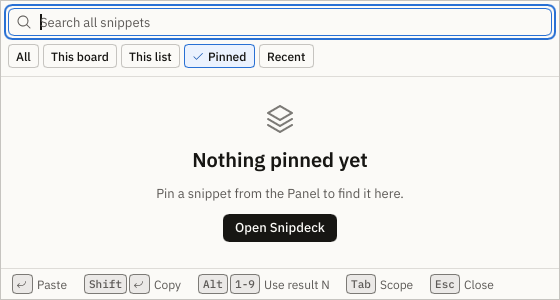 Search all snippets
All This board This list Pinned Recent
Nothing pinned yet
Pin a snippet from the Panel to find it here.
Open Snipdeck
↵ Paste Shift ↵ Copy Alt 1-9 Use result N Tab Scope Esc Close